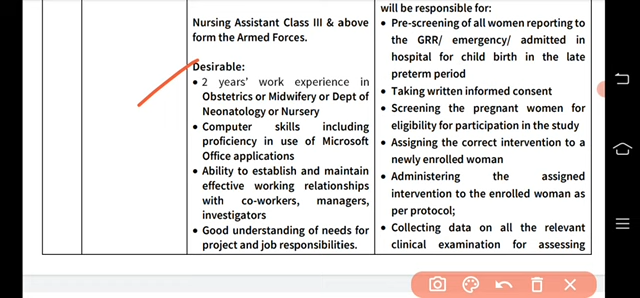 Nursing Assistant Class III & above
form the Armed Forces.
Desirable:
• 2 years' work experience in
Obstetrics or Midwifery or Dept of
Neonatology or Nursery
• Computer skills including
proficiency in use of Microsoft
Office applications
• Ability to establish and maintain
effective working relationships
with co-workers, managers,
investigators
• Good understanding of needs for
project and job responsibilities.
will be responsible for:
• Pre-screening of all women reporting to
the GRR/ emergency/ admitted in
hospital for child birth in the late
preterm period
• Taking written informed consent
• Screening the pregnant women for
eligibility for participation in the study
• Assigning the correct intervention to a
newly enrolled woman
• Administering the assigned
intervention to the enrolled woman as
per protocol;
• Collecting data on all the relevant
clinical examination for assessing